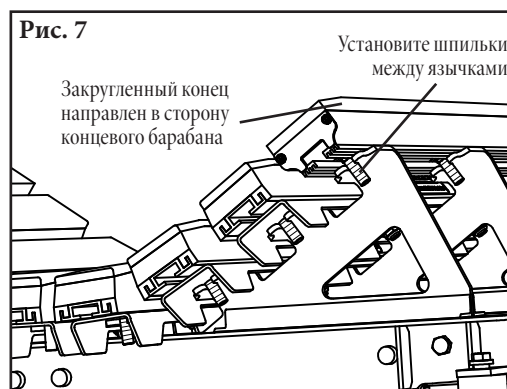 Рис. 7
Установите шпильки
между язычками
Закругленный конец
направлен в сторону
концевого барабана